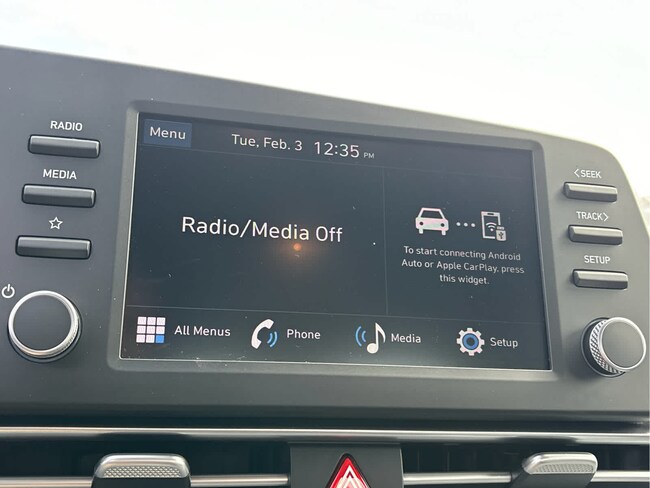 RADIO
MEDIA
Menu
Tue, Feb. 3 12:35 PM
Radio/Media Off
To start connecting Android
Auto or Apple CarPlay, press
this widget.
All Menus
Phone
Media
Setup
<SEEK
TRACK>
SETUP